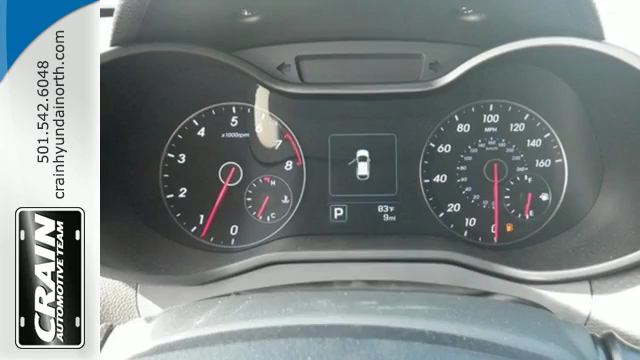 501.542.6048
crainhyundainorth.com
CRAIN
AUTOMOTIVE TEAM
0
1
2
3
4
5
6
7
8
x1000rpm
H
C
P
83°F
9mi
0
10
20
40
60
80
100
120
140
160
MPH
F
E